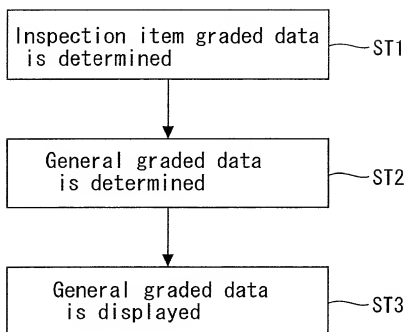 Inspection item graded data
is determined
ST1
General graded data
is determined
ST2
General graded data
is displayed
ST3